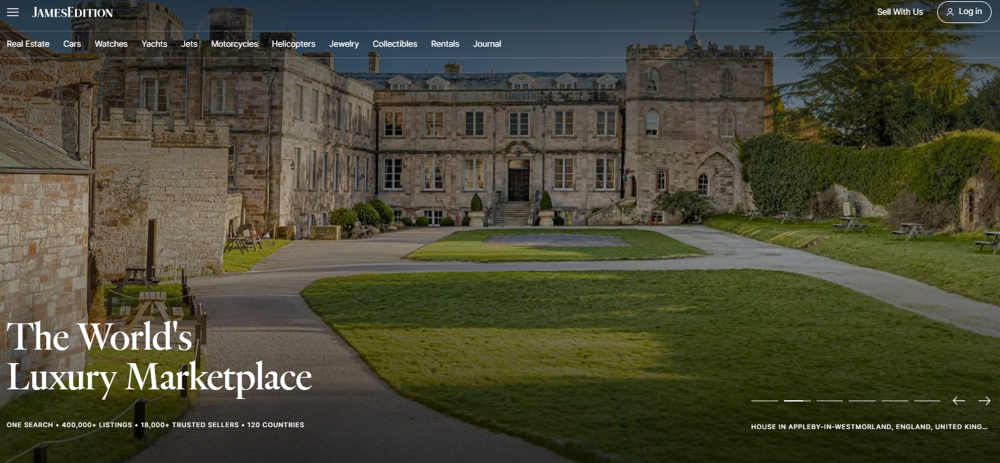 JAMESEDITION
Sell With Us
Log in
Real Estate Cars Watches Yachts Jets Motorcycles Helicopters Jewelry Collectibles Rentals Journal
The World's
Luxury Marketplace
ONE SEARCH • 400,000+ LISTINGS • 18,000+ TRUSTED SELLERS • 120 COUNTRIES
HOUSE IN APPLEBY-IN-WESTMORLAND, ENGLAND, UNITED KING...